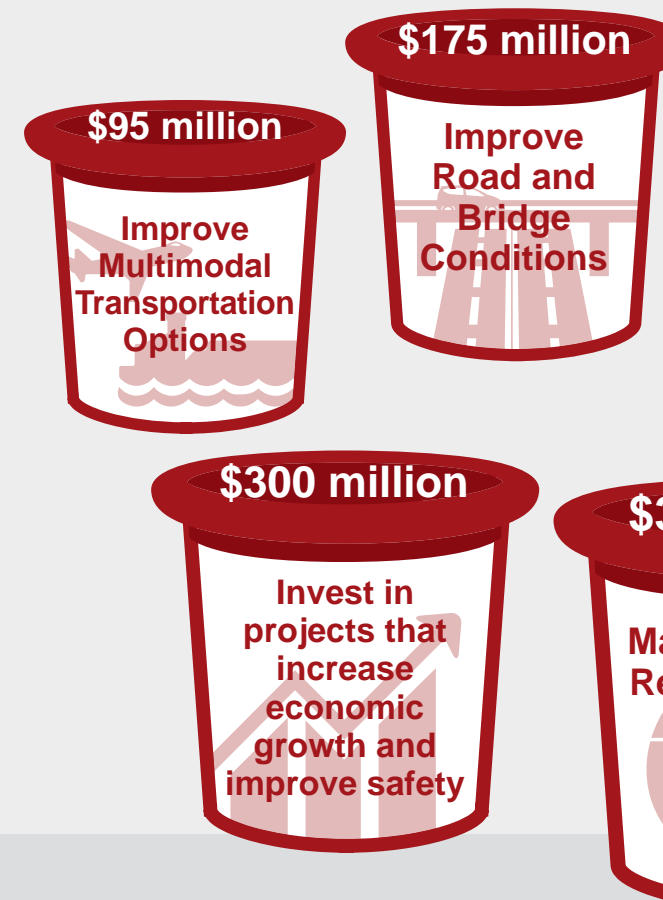 $175 million
Improve
Road and
Bridge
Conditions
$95 million
Improve
Multimodal
Transportation
Options
$300 million
Invest in
projects that
increase
economic
growth and
improve safety